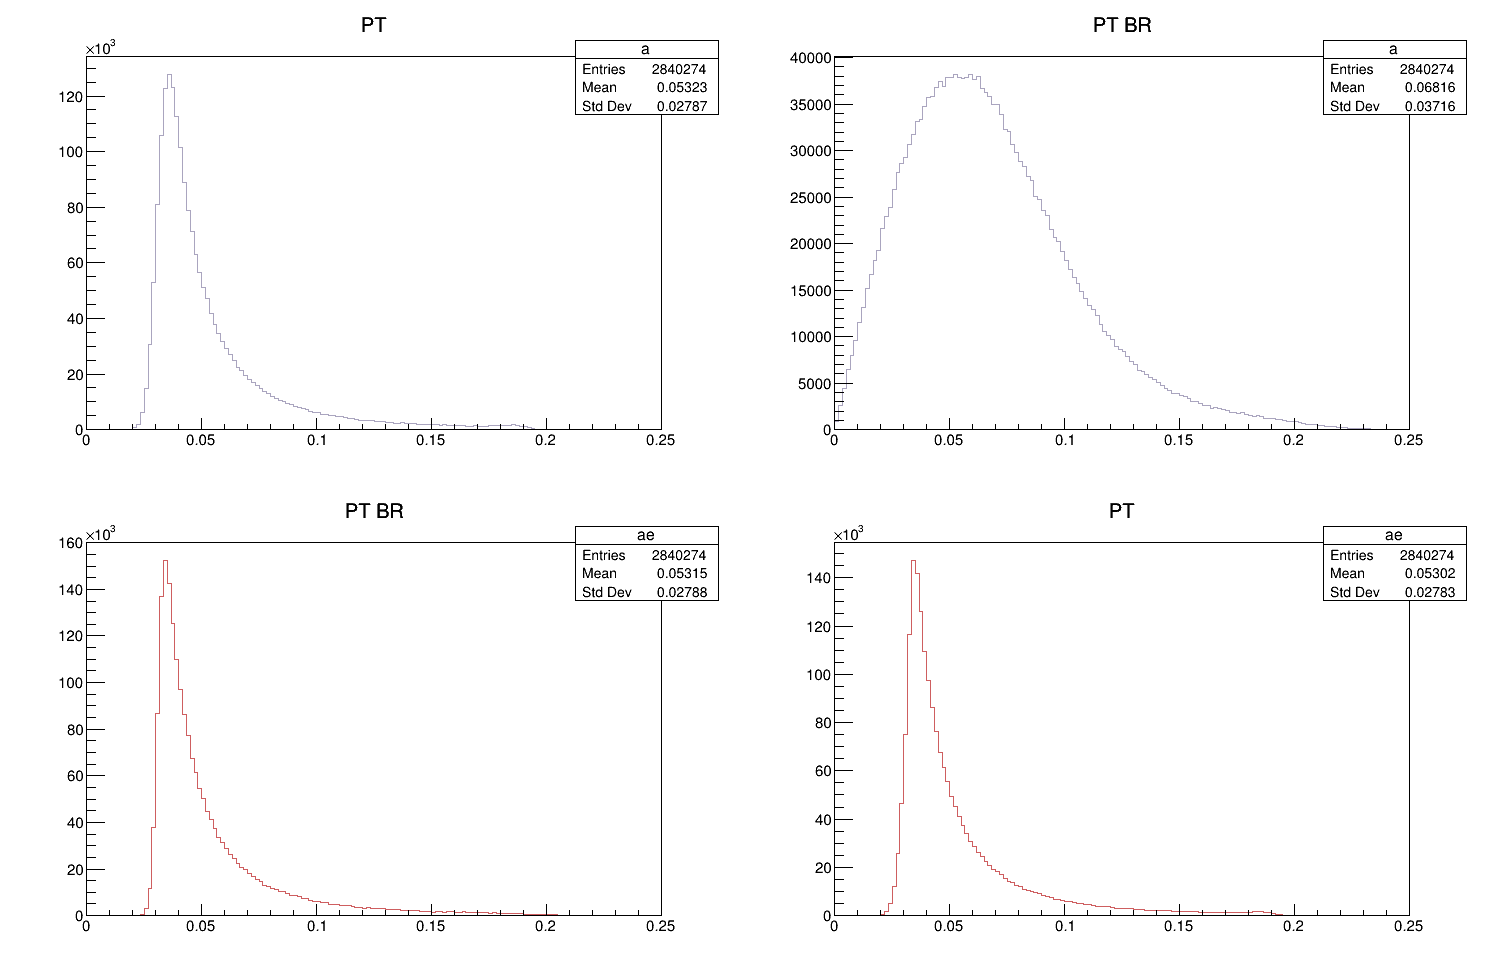 PT
×10³
a
Entries 2840274
Mean 0.05323
Std Dev 0.02787
120
100
80
60
40
20
0
0 0.05 0.1 0.15 0.2 0.25
PT BR
a
Entries 2840274
Mean 0.06816
Std Dev 0.03716
40000
35000
30000
25000
20000
15000
10000
5000
0
0 0.05 0.1 0.15 0.2 0.25
PT BR
×10³
ae
Entries 2840274
Mean 0.05315
Std Dev 0.02788
160
140
120
100
80
60
40
20
0
0 0.05 0.1 0.15 0.2 0.25
PT
×10³
ae
Entries 2840274
Mean 0.05302
Std Dev 0.02783
140
120
100
80
60
40
20
0
0 0.05 0.1 0.15 0.2 0.25